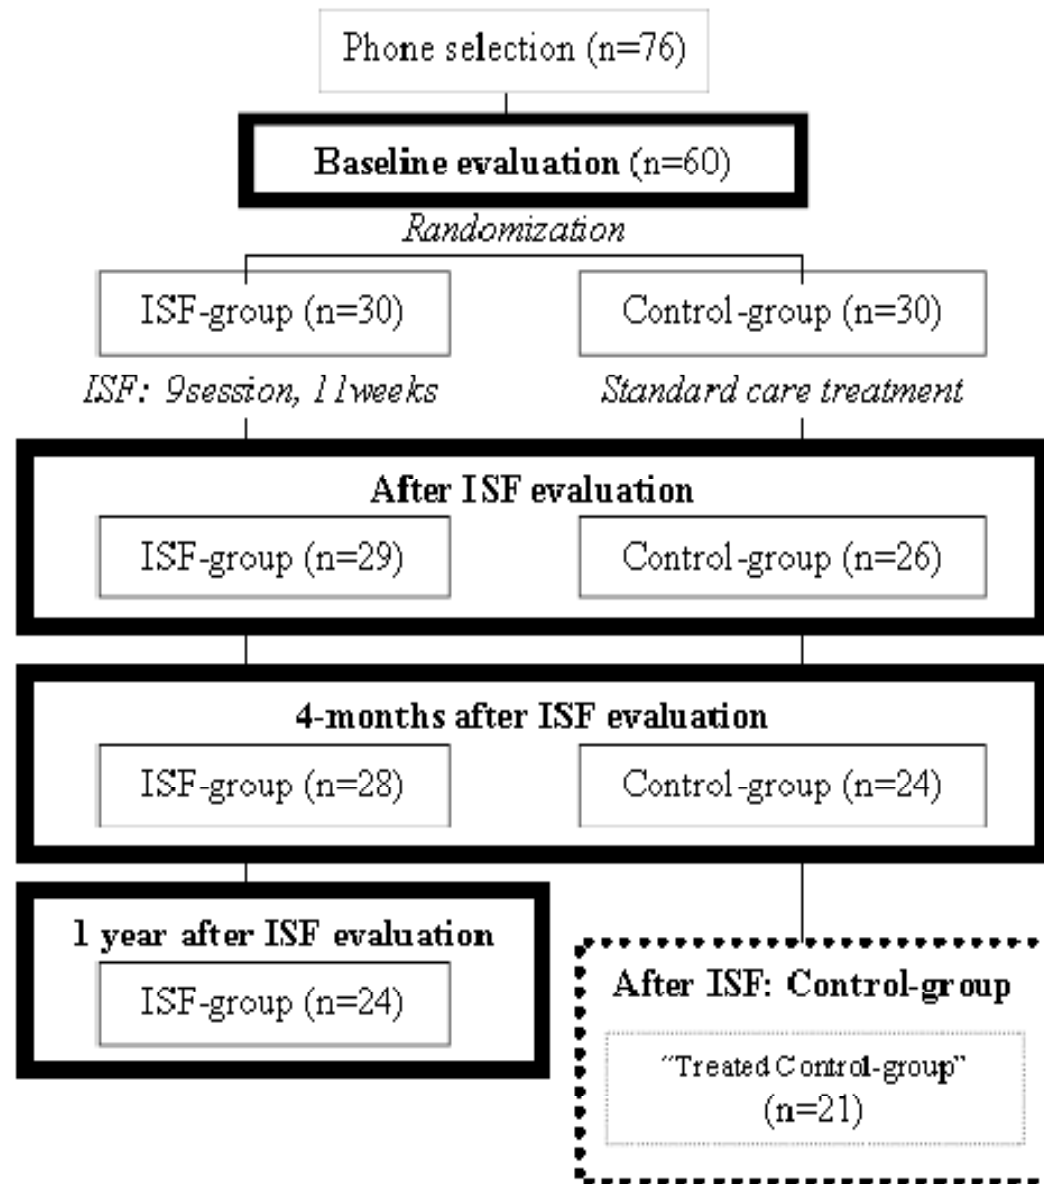 Phone selection (n=76)
Baseline evaluation (n=60)
Randomization
ISF-group (n=30)
Control-group (n=30)
ISF: 9session, 11weeks
Standard care treatment
After ISF evaluation
ISF-group (n=29)
Control-group (n=26)
4-months after ISF evaluation
ISF-group (n=28)
Control-group (n=24)
1 year after ISF evaluation
ISF-group (n=24)
After ISF: Control-group
"Treated Control-group"
(n=21)